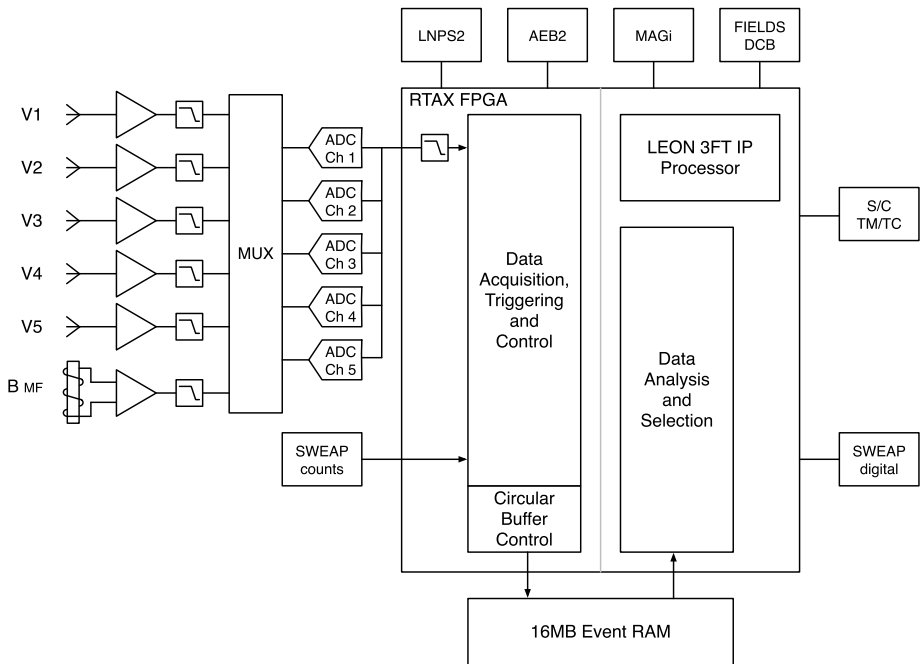 LNPS2
AEB2
MAGi
FIELDS
DCB
RTAX FPGA
V1
V2
V3
V4
V5
B MF
MUX
ADC
Ch 1
ADC
Ch 2
ADC
Ch 3
ADC
Ch 4
ADC
Ch 5
SWEAP
counts
Data
Acquisition,
Triggering
and
Control
Circular
Buffer
Control
LEON 3FT IP
Processor
Data
Analysis
and
Selection
S/C
TM/TC
SWEAP
digital
16MB Event RAM